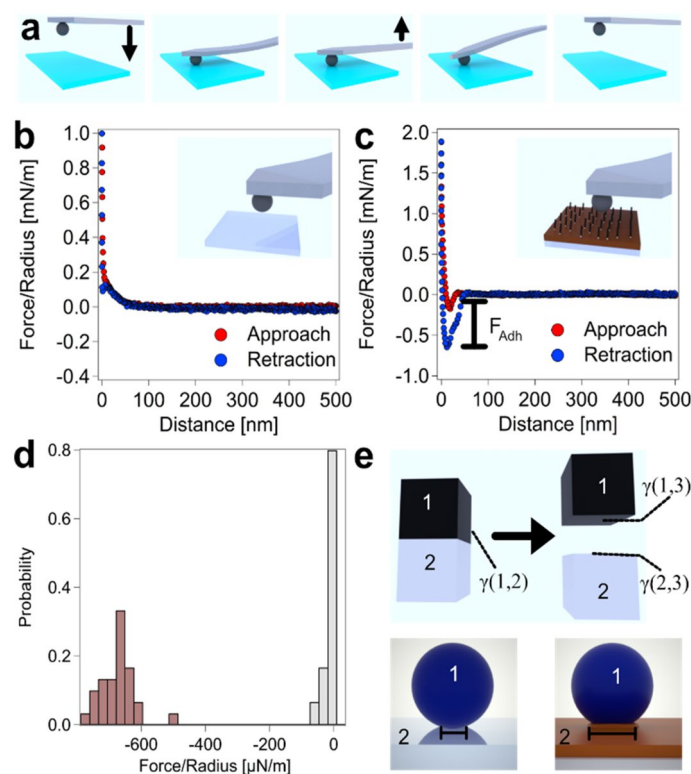 a
b
1.0
0.8
0.6
0.4
0.2
0.0
-0.2
-0.4
Force/Radius [mN/m]
Approach
Retraction
0
100
200
300
400
500
Distance [nm]
c
2.0
1.5
1.0
0.5
0.0
-0.5
-1.0
Force/Radius [mN/m]
F_Adh
Approach
Retraction
0
100
200
300
400
500
Distance [nm]
d
0.8
0.6
0.4
0.2
0.0
Probability
-600
-400
-200
0
Force/Radius [µN/m]
e
1
2
γ(1,2)
1
γ(1,3)
2
γ(2,3)
1
2
1
2